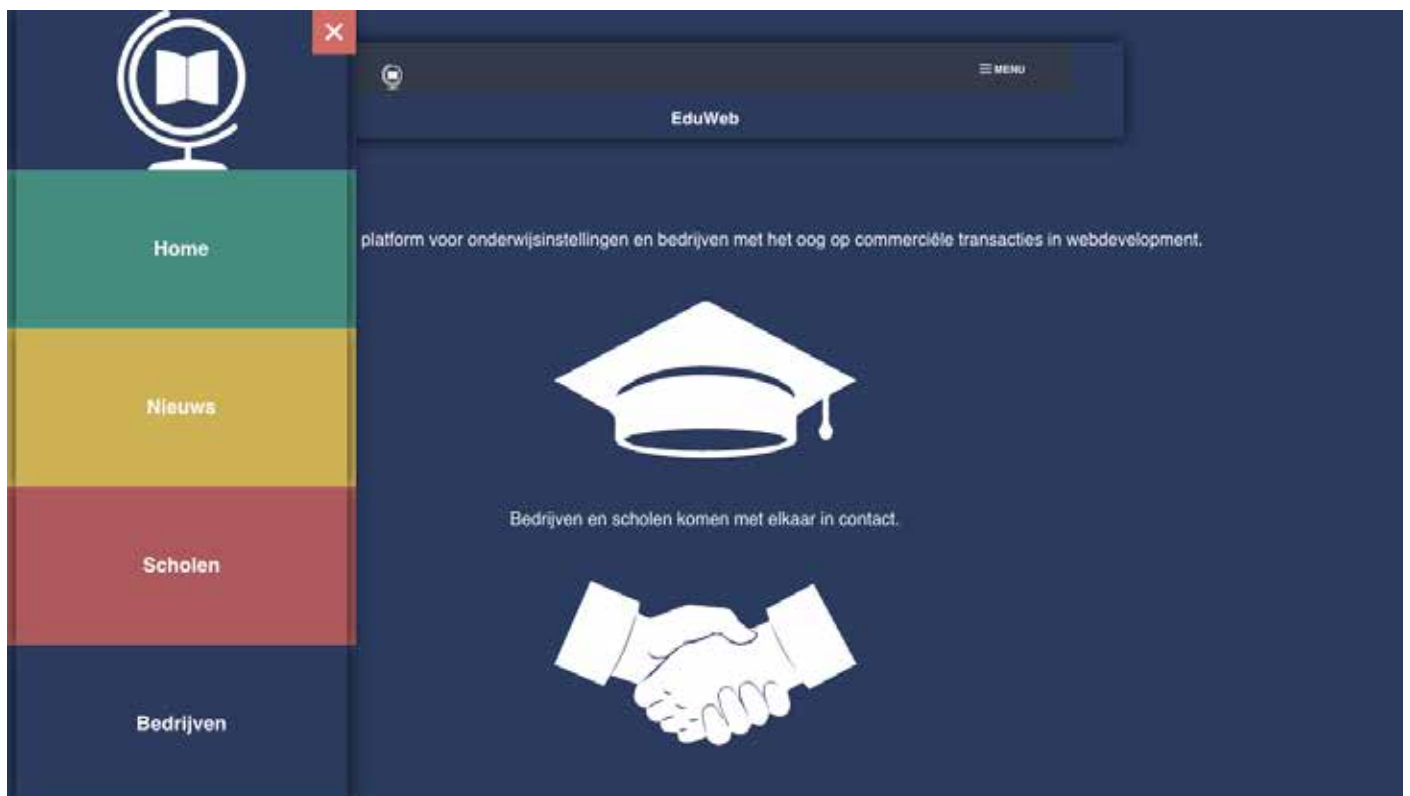 MENU
EduWeb
Home
platform voor onderwijsinstellingen en bedrijven met het oog op commerciële transacties in webdevelopment.
Nieuws
Bedrijven en scholen komen met elkaar in contact.
Scholen
Bedrijven